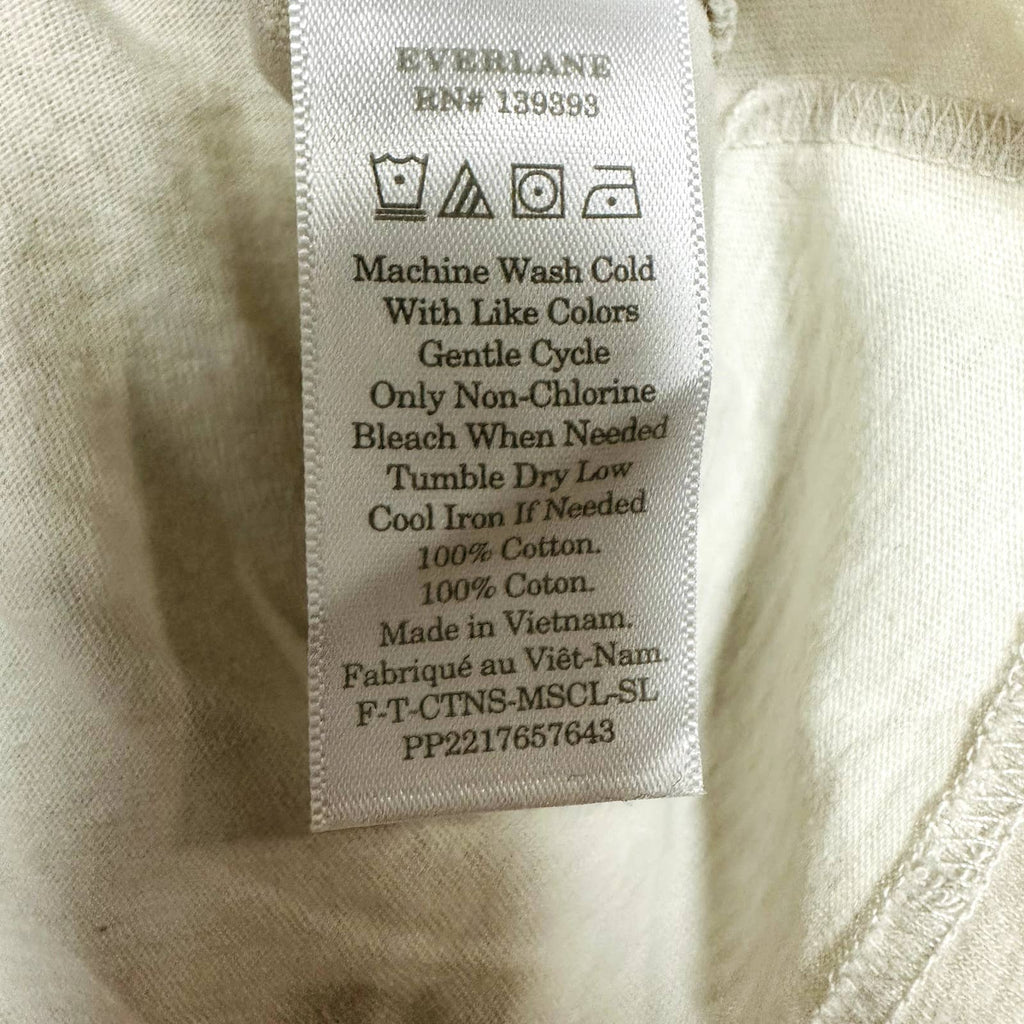 EVERLANE
RN# 139393
Machine Wash Cold
With Like Colors
Gentle Cycle
Only Non-Chlorine
Bleach When Needed
Tumble Dry Low
Cool Iron If Needed
100% Cotton.
100% Coton.
Made in Vietnam.
Fabriqué au Viêt-Nam.
F-T-CTNS-MSCL-SL
PP2217657643